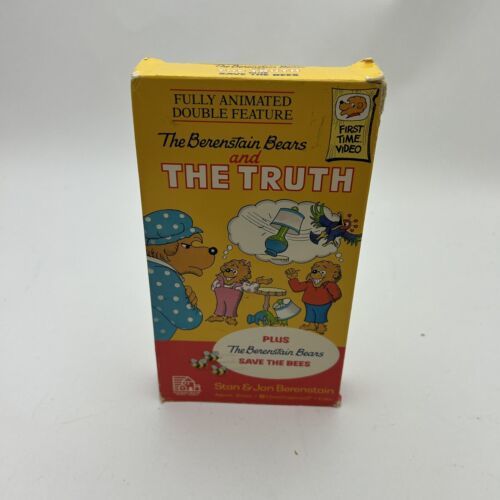 The Berenstain Bears
SAVE THE BEES
FULLY ANIMATED
DOUBLE FEATURE
FIRST
TIME
VIDEO
The Berenstain Bears
and
THE TRUTH
PLUS
The Berenstain Bears
SAVE THE BEES
Stan & Jan Berenstain